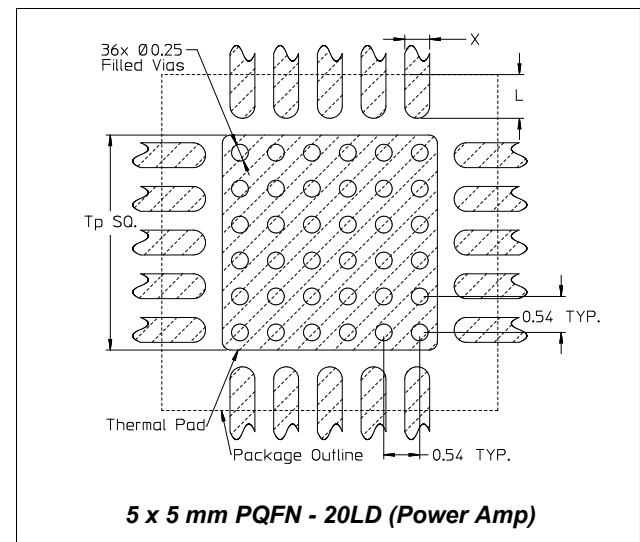 36x Ø0.25
Filled Vias
X
L
Tp SQ.
0.54 TYP.
Thermal Pad
Package Outline
0.54 TYP.
5 x 5 mm PQFN - 20LD (Power Amp)